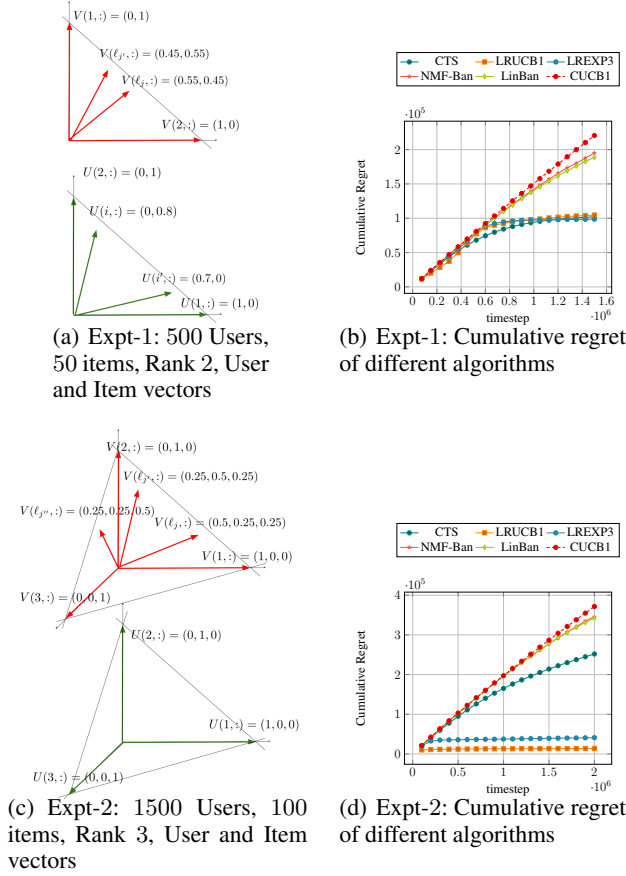 V(1,:) = (0,1)
V(ℓ_{j'},:) = (0.45,0.55)
V(ℓ_j,:) = (0.55,0.45)
V(2,:) = (1,0)
U(2,:) = (0,1)
U(i,:) = (0,0.8)
U(i',:) = (0.7,0)
U(1,:) = (1,0)
(a) Expt-1: 500 Users,
50 items, Rank 2, User
and Item vectors
CTS LRUCB1 LREXP3
NMF-Ban LinBan CUCB1
·10^5
Cumulative Regret
2
1.5
1
0.5
0
0 0.2 0.4 0.6 0.8 1 1.2 1.4 1.6
timestep
·10^6
(b) Expt-1: Cumulative regret
of different algorithms
V(2,:) = (0,1,0)
V(ℓ_{j'},:) = (0.25,0.5,0.25)
V(ℓ_{j''},:) = (0.25,0.25,0.5)
V(ℓ_j,:) = (0.5,0.25,0.25)
V(1,:) = (1,0,0)
V(3,:) = (0,0,1)
U(2,:) = (0,1,0)
U(1,:) = (1,0,0)
U(3,:) = (0,0,1)
(c) Expt-2: 1500 Users, 100
items, Rank 3, User and Item
vectors
CTS LRUCB1 LREXP3
NMF-Ban LinBan CUCB1
·10^5
Cumulative Regret
4
3
2
1
0
0 0.5 1 1.5 2
timestep
·10^6
(d) Expt-2: Cumulative regret
of different algorithms